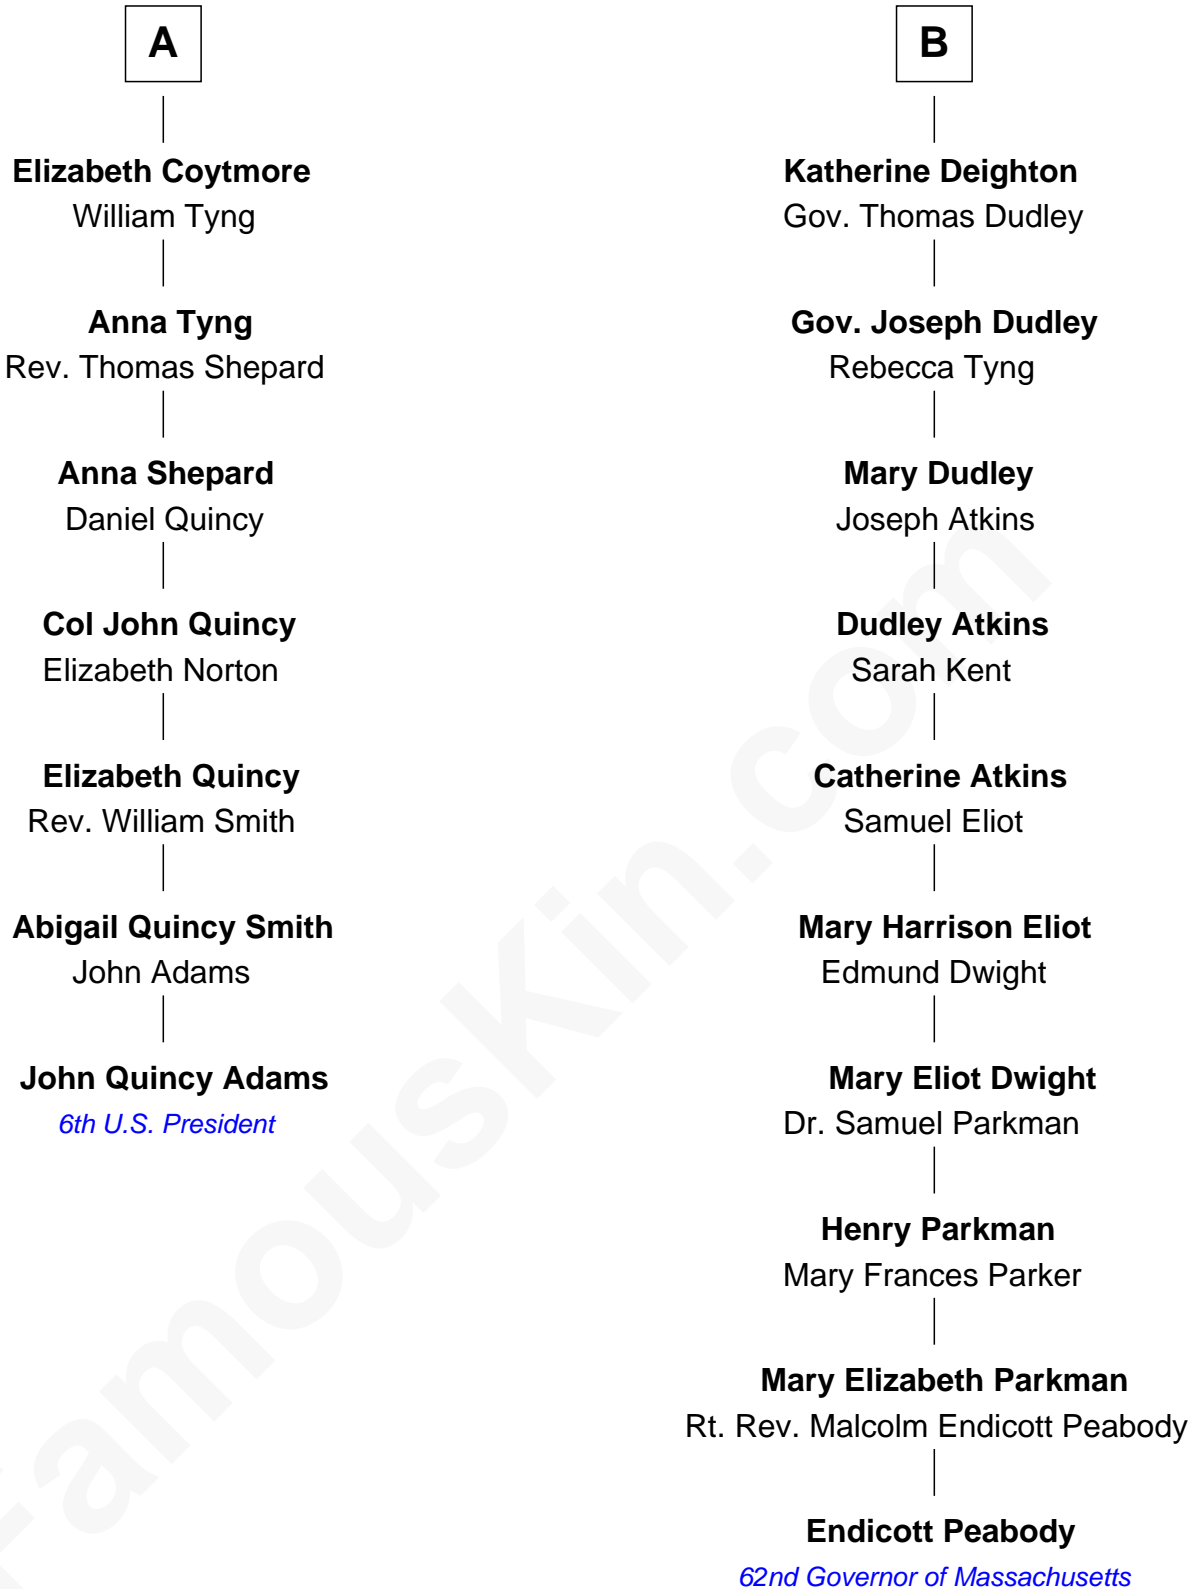 A
Elizabeth Coytmore
William Tyng
Anna Tyng
Rev. Thomas Shepard
Anna Shepard
Daniel Quincy
Col John Quincy
Elizabeth Norton
Elizabeth Quincy
Rev. William Smith
Abigail Quincy Smith
John Adams
John Quincy Adams
6th U.S. President
B
Katherine Deighton
Gov. Thomas Dudley
Gov. Joseph Dudley
Rebecca Tyng
Mary Dudley
Joseph Atkins
Dudley Atkins
Sarah Kent
Catherine Atkins
Samuel Eliot
Mary Harrison Eliot
Edmund Dwight
Mary Eliot Dwight
Dr. Samuel Parkman
Henry Parkman
Mary Frances Parker
Mary Elizabeth Parkman
Rt. Rev. Malcolm Endicott Peabody
Endicott Peabody
62nd Governor of Massachusetts
FamousKin.com